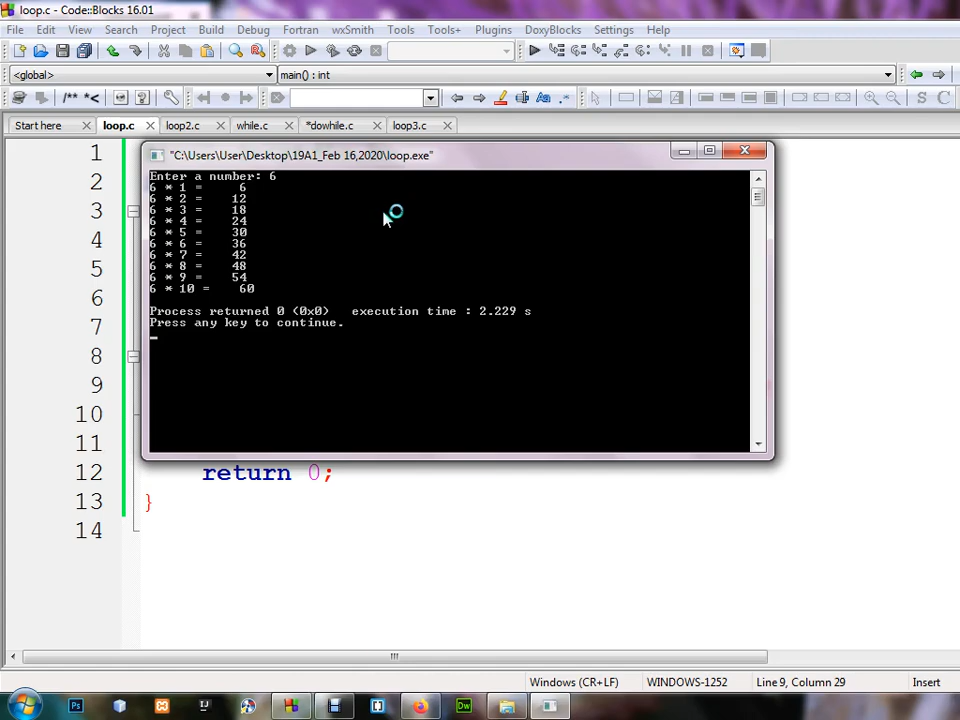 loop.c - Code::Blocks 16.01
File Edit View Search Project Build Debug Fortran wxSmith Tools Tools+ Plugins DoxyBlocks Settings Help
<global> main() : int
/** *<
Start here loop.c loop2.c while.c *dowhile.c loop3.c
"C:\Users\User\Desktop\19A1_Feb 16,2020\loop.exe"
Enter a number: 6
6 * 1 = 6
6 * 2 = 12
6 * 3 = 18
6 * 4 = 24
6 * 5 = 30
6 * 6 = 36
6 * 7 = 42
6 * 8 = 48
6 * 9 = 54
6 * 10 = 60
Process returned 0 (0x0) execution time : 2.229 s
Press any key to continue.
1
2
3
4
5
6
7
8
9
10
11
12 return 0;
13 }
14
Windows (CR+LF) WINDOWS-1252 Line 9, Column 29 Insert
Ps IJ Dw